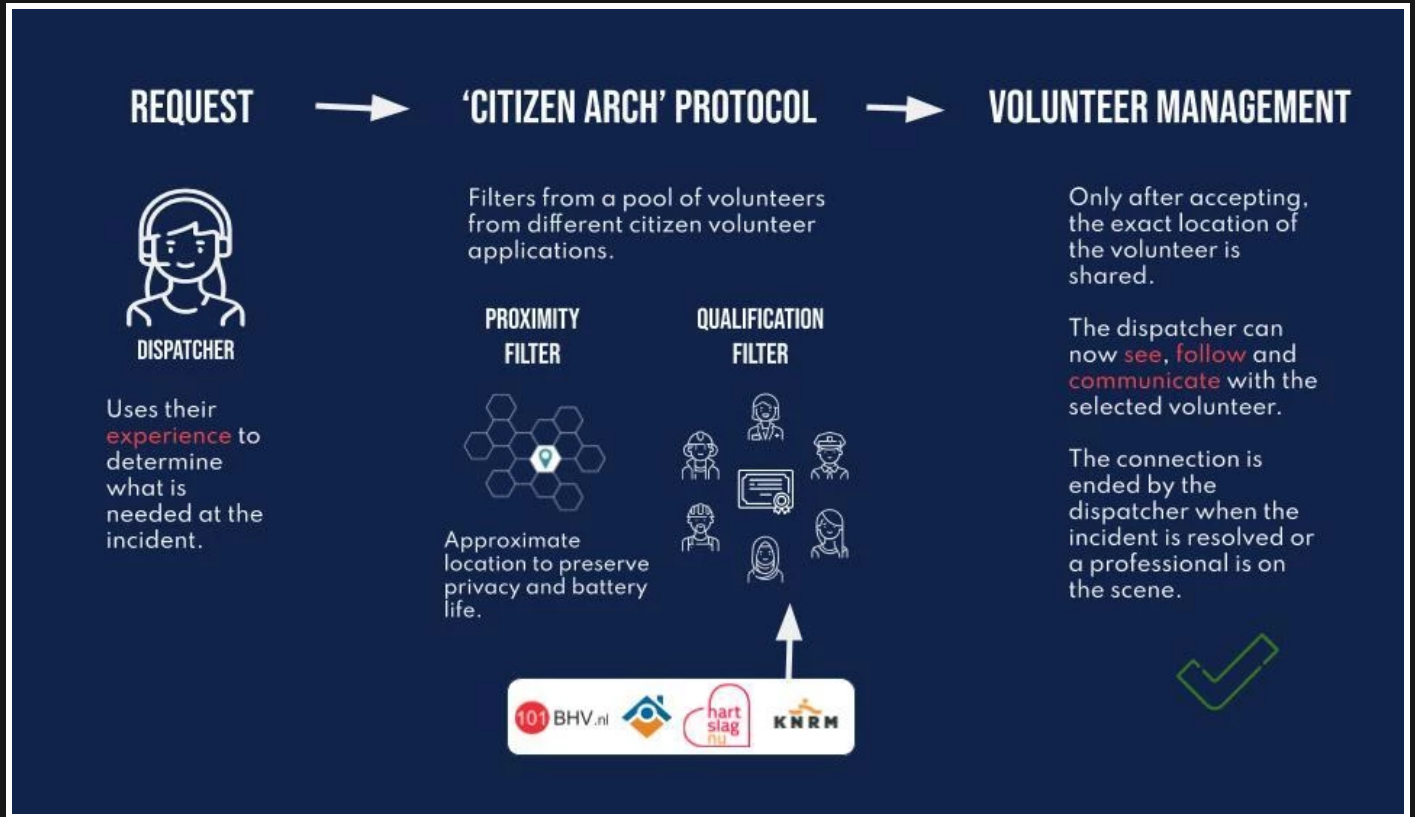 REQUEST
‘CITIZEN ARCH’ PROTOCOL
VOLUNTEER MANAGEMENT
DISPATCHER
Uses their
experience to
determine
what is
needed at the
incident.
Filters from a pool of volunteers
from different citizen volunteer
applications.
PROXIMITY
FILTER
Approximate
location to preserve
privacy and battery
life.
QUALIFICATION
FILTER
101 BHV.nl
hart
slag
nu
KNRM
Only after accepting,
the exact location of
the volunteer is
shared.
The dispatcher can
now see, follow and
communicate with the
selected volunteer.
The connection is
ended by the
dispatcher when the
incident is resolved or
a professional is on
the scene.